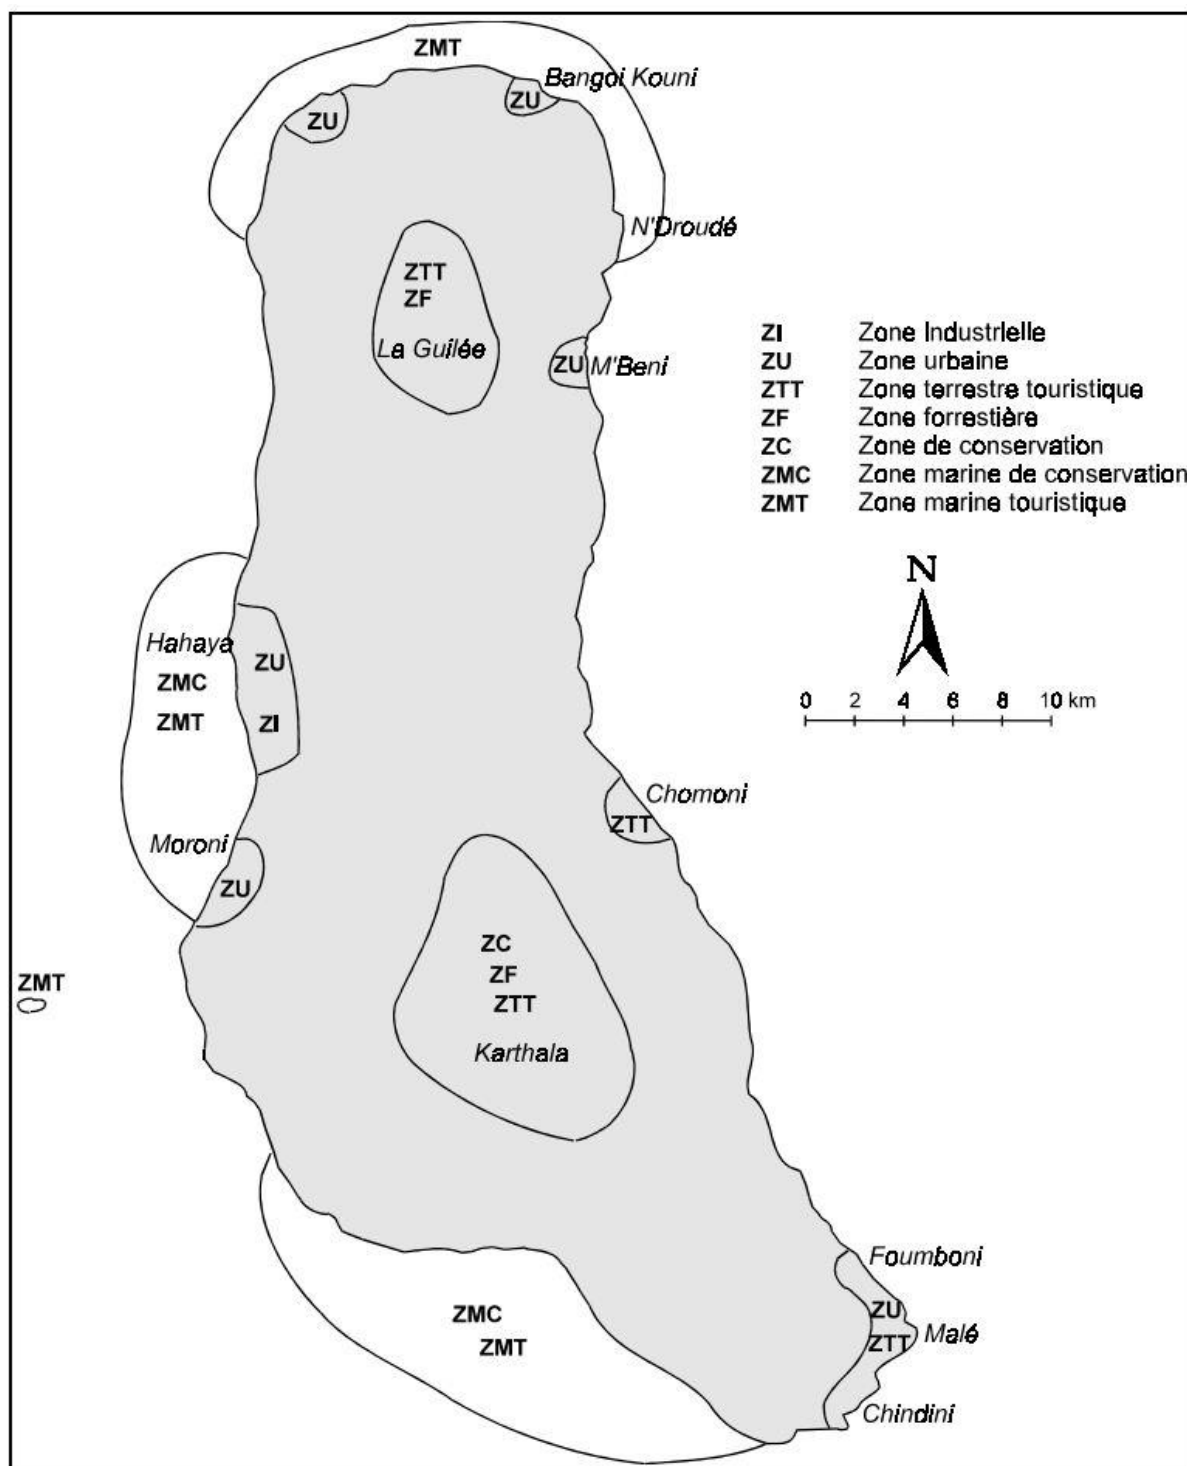 ZMT
Bangoi Kouni
ZU
ZU
N'Droudé
ZTT
ZF
La Guilée
ZU M'Beni
ZI Zone Industrielle
ZU Zone urbaine
ZTT Zone terrestre touristique
ZF Zone forrestière
ZC Zone de conservation
ZMC Zone marine de conservation
ZMT Zone marine touristique
N
0 2 4 6 8 10 km
Hahaya
ZU
ZMC
ZMT
ZI
Chomoni
ZTT
Moroni
ZU
ZC
ZF
ZTT
Karthala
ZMT
Foumboni
ZU
Malé
ZTT
Chindini
ZMC
ZMT